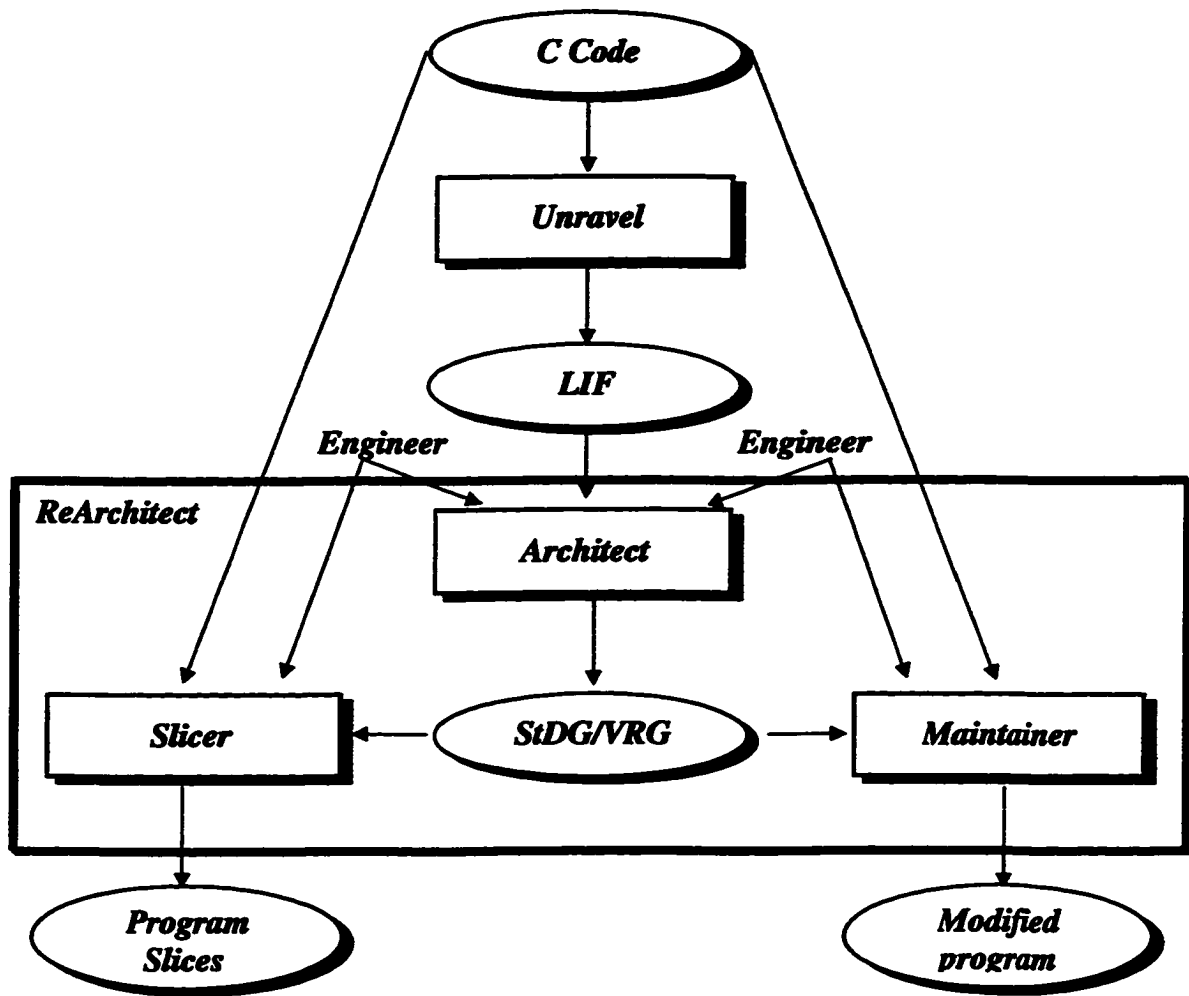 C Code
Unravel
LIF
Engineer
Engineer
ReArchitect
Architect
Slicer
StDG/VRG
Maintainer
Program
Slices
Modified
program